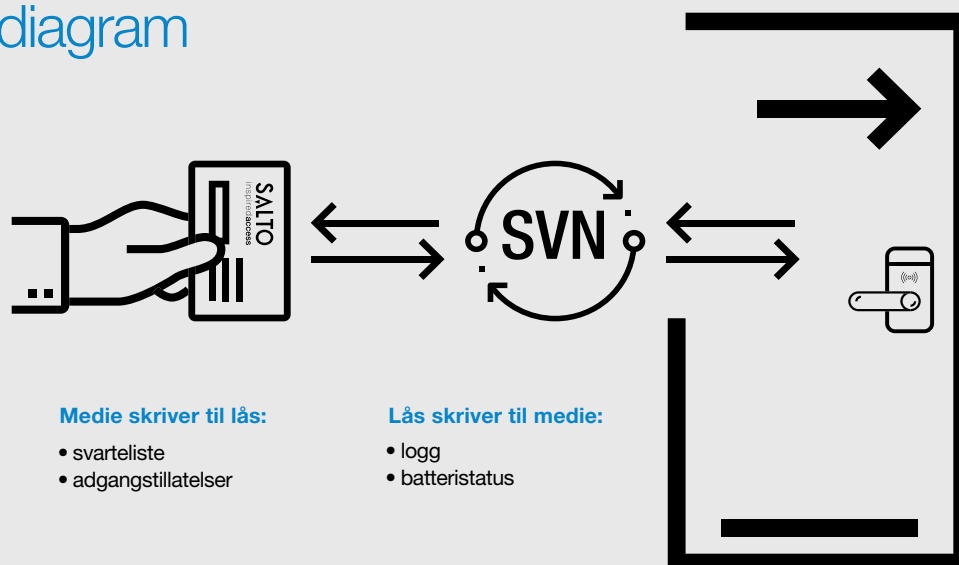 diagram
SALTO
inspiredaccess
SVN
Medie skriver til lås:
• svarteliste
• adgangstillatelser
Lås skriver til medie:
• logg
• batteristatus